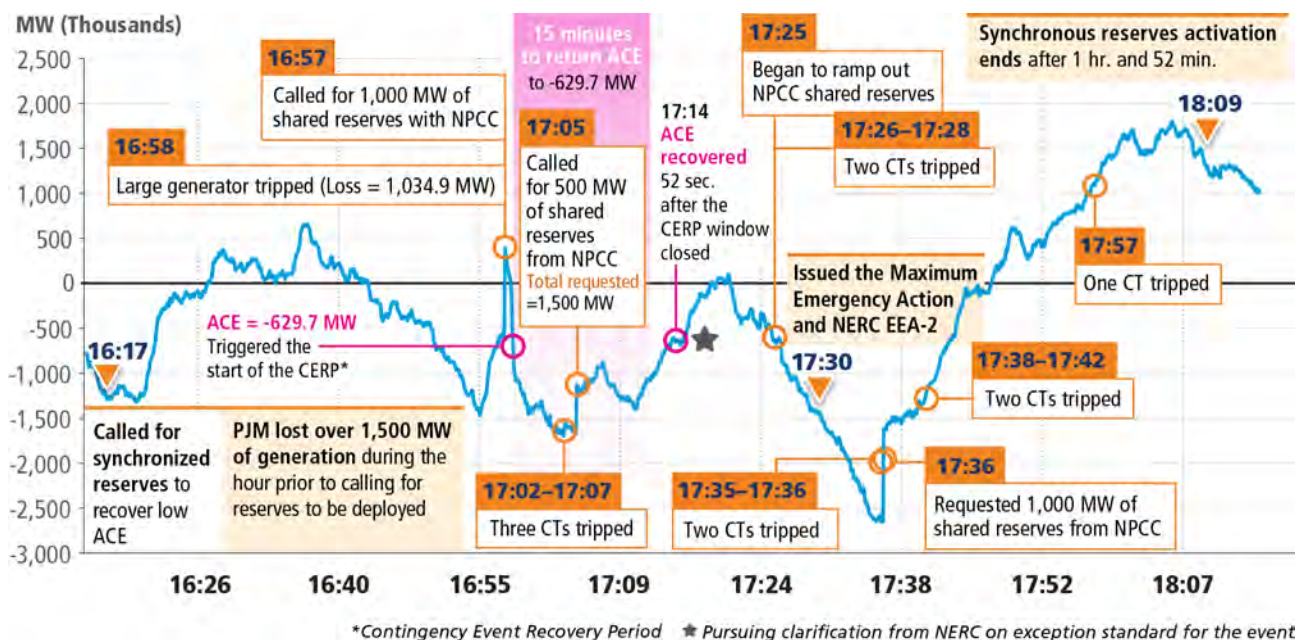 MW (Thousands)
2,500
2,000
1,500
1,000
500
0
-500
-1,000
-1,500
-2,000
-2,500
-3,000
16:17
Called for
synchronized
reserves to
recover low
ACE
PJM lost over 1,500 MW
of generation during the
hour prior to calling for
reserves to be deployed
16:58
Large generator tripped (Loss = 1,034.9 MW)
16:57
Called for 1,000 MW of
shared reserves with NPCC
ACE = -629.7 MW
Triggered the
start of the CERP*
15 minutes
to return ACE
to -629.7 MW
17:05
Called
for 500 MW
of shared
reserves
from NPCC
Total requested
=1,500 MW
17:02–17:07
Three CTs tripped
17:14
ACE
recovered
52 sec.
after the
CERP window
closed
17:25
Began to ramp out
NPCC shared reserves
17:26–17:28
Two CTs tripped
Issued the Maximum
Emergency Action
and NERC EEA-2
17:30
17:35–17:36
Two CTs tripped
17:36
Requested 1,000 MW of
shared reserves from NPCC
17:38–17:42
Two CTs tripped
17:57
One CT tripped
Synchronous reserves activation
ends after 1 hr. and 52 min.
18:09
16:26
16:40
16:55
17:09
17:24
17:38
17:52
18:07
*Contingency Event Recovery Period
★ Pursuing clarification from NERC on exception standard for the event